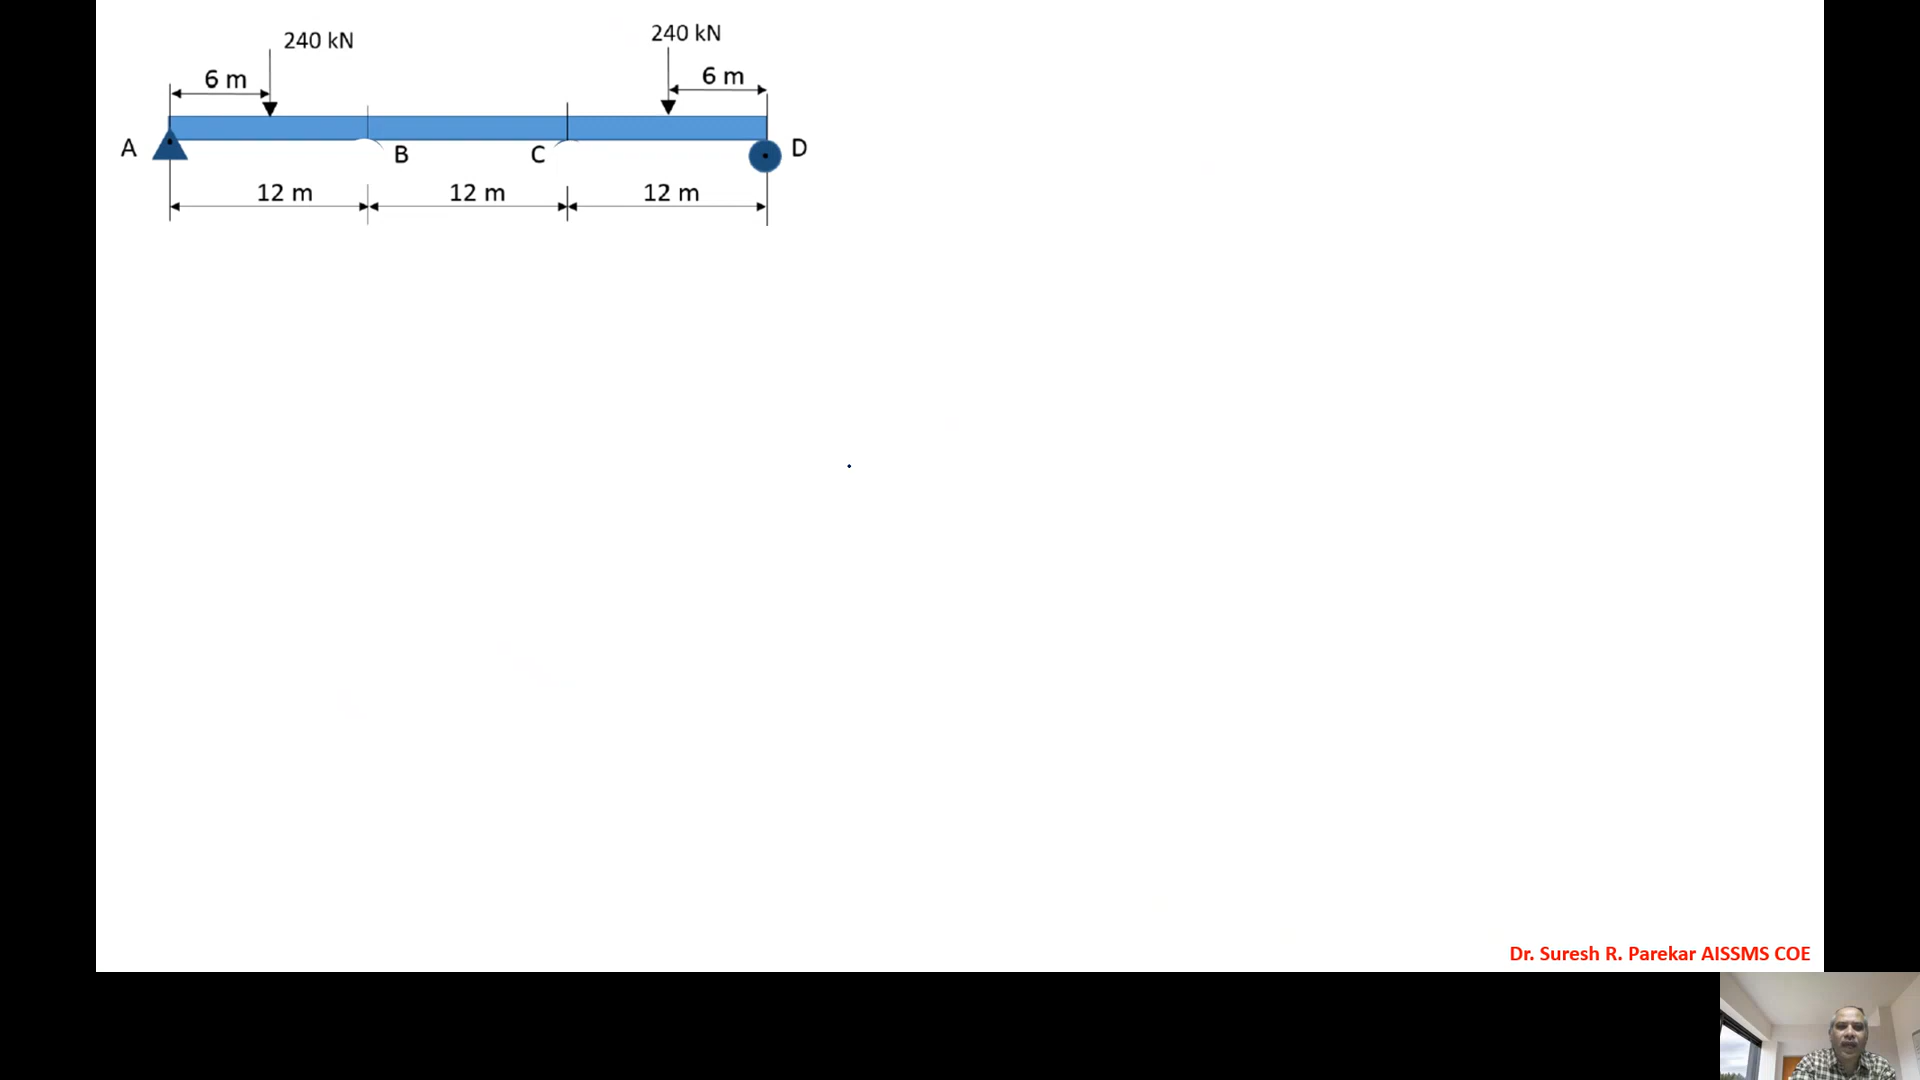 240 kN
240 kN
6 m
6 m
A
B
C
D
12 m
12 m
12 m
Dr. Suresh R. Parekar AISSMS COE